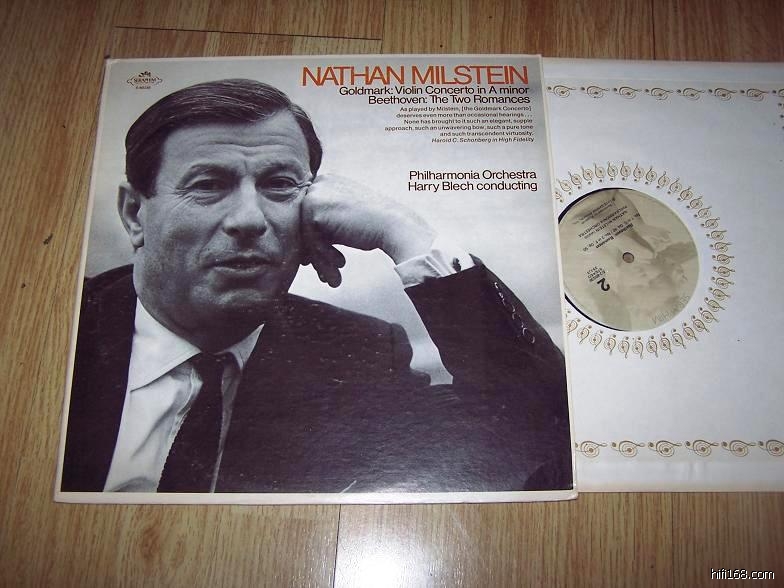 SERAPHIM
NATHAN MILSTEIN
Goldmark: Violin Concerto in A minor
Beethoven: The Two Romances
As played by Milstein, [the Goldmark Concerto]
deserves even more than occasional hearings . . .
None has brought to it such an elegant, supple
approach, such an unwavering bow, such a pure tone
and such transcendent virtuosity.
Harold C. Schonberg in High Fidelity
Philharmonia Orchestra
Harry Blech conducting
2
hifi168.com